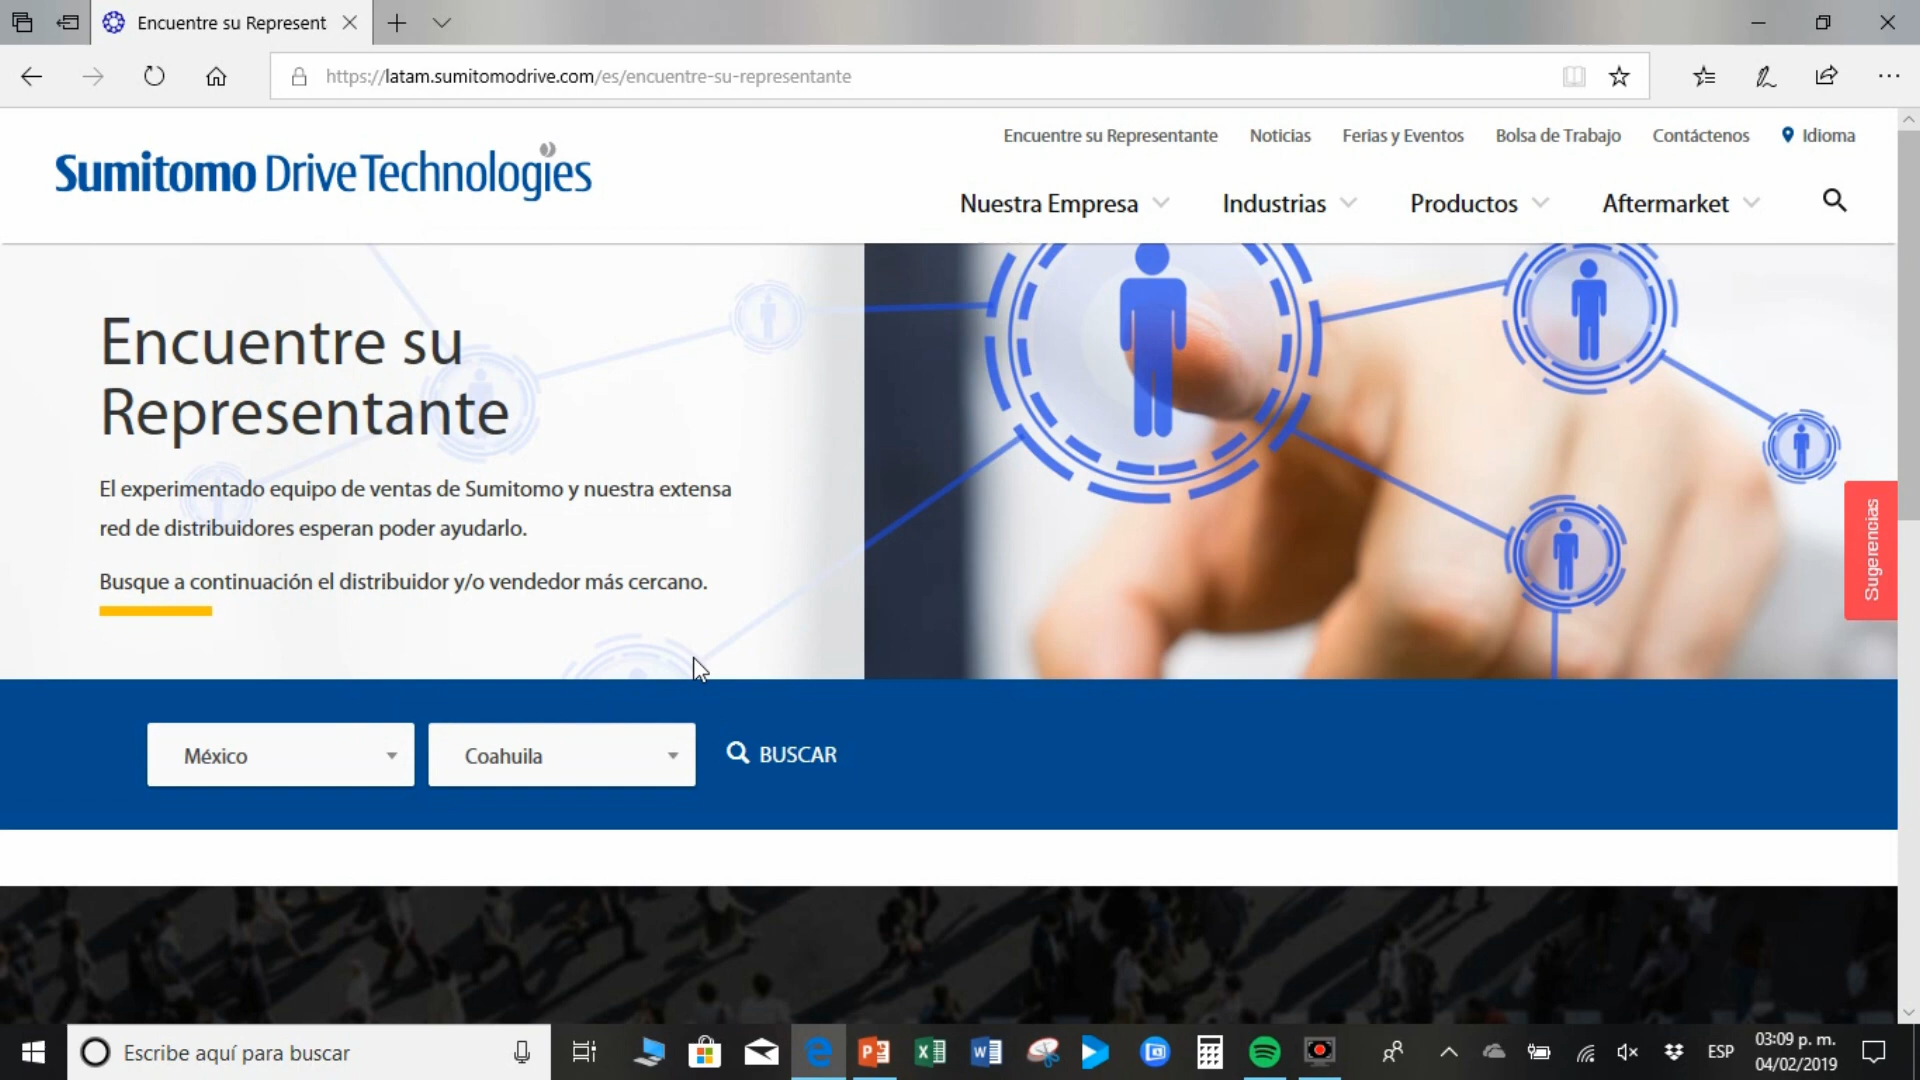 Encuentre su Represent
https://latam.sumitomodrive.com/es/encuentre-su-representante
Encuentre su Representante Noticias Ferias y Eventos Bolsa de Trabajo Contáctenos Idioma
Sumitomo Drive Technologies
Nuestra Empresa Industrias Productos Aftermarket
Encuentre su
Representante
El experimentado equipo de ventas de Sumitomo y nuestra extensa
red de distribuidores esperan poder ayudarlo.
Busque a continuación el distribuidor y/o vendedor más cercano.
Sugerencias
México Coahuila BUSCAR
Escribe aquí para buscar
ESP
03:09 p. m.
04/02/2019